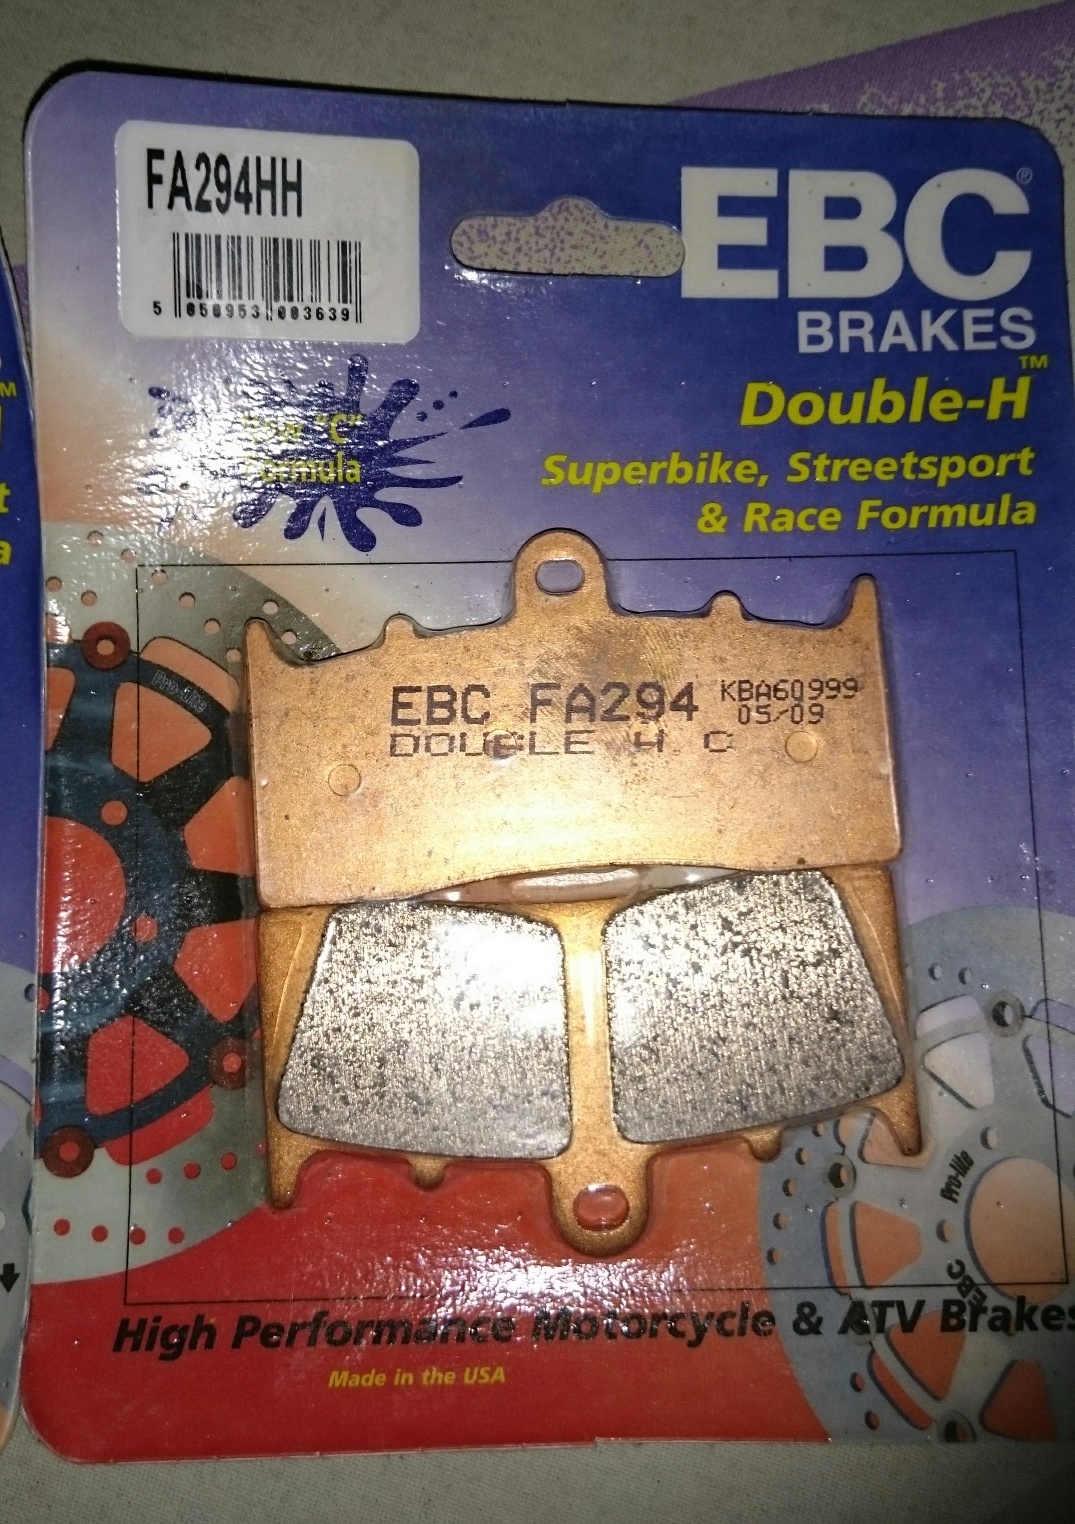 FA294HH
5 050953 003639
EBC®
BRAKES
Double-H™
Superbike, Streetsport
& Race Formula
New "C"
Formula
Pro-Lite
EBC FA294 KBA60999
05/09
DOUBLE H C
Pro-lite
EBC
High Performance Motorcycle & ATV Brakes
Made in the USA